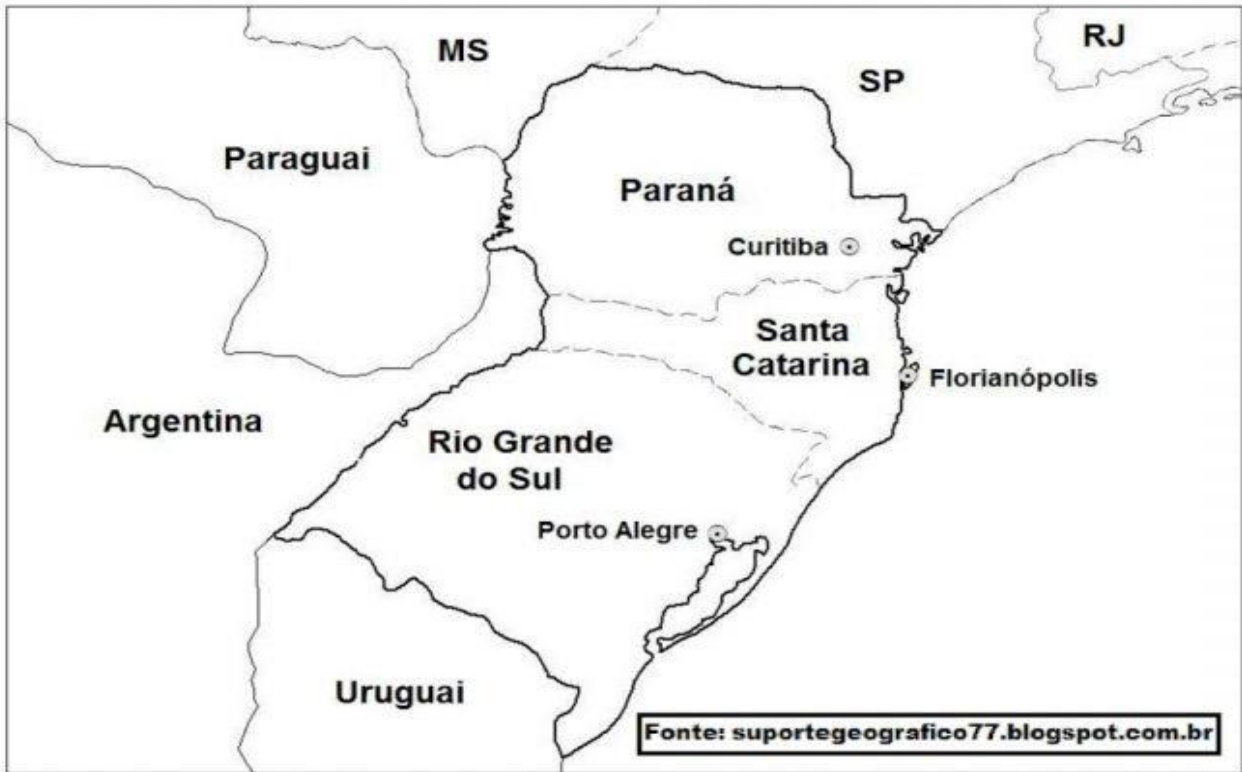 RJ
MS
SP
Paraguai
Paraná
Curitiba
Santa
Catarina
Florianópolis
Argentina
Rio Grande
do Sul
Porto Alegre
Uruguai
Fonte: suportegeografico77.blogspot.com.br